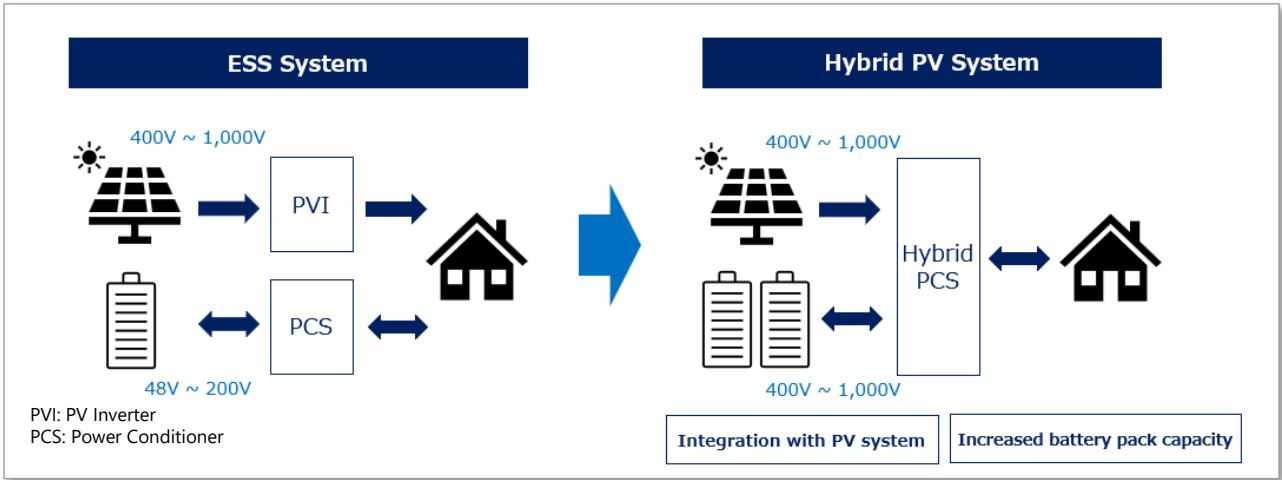 ESS System
400V ~ 1,000V
PVI
PCS
48V ~ 200V
PVI: PV Inverter
PCS: Power Conditioner
Hybrid PV System
400V ~ 1,000V
Hybrid
PCS
400V ~ 1,000V
Integration with PV system
Increased battery pack capacity